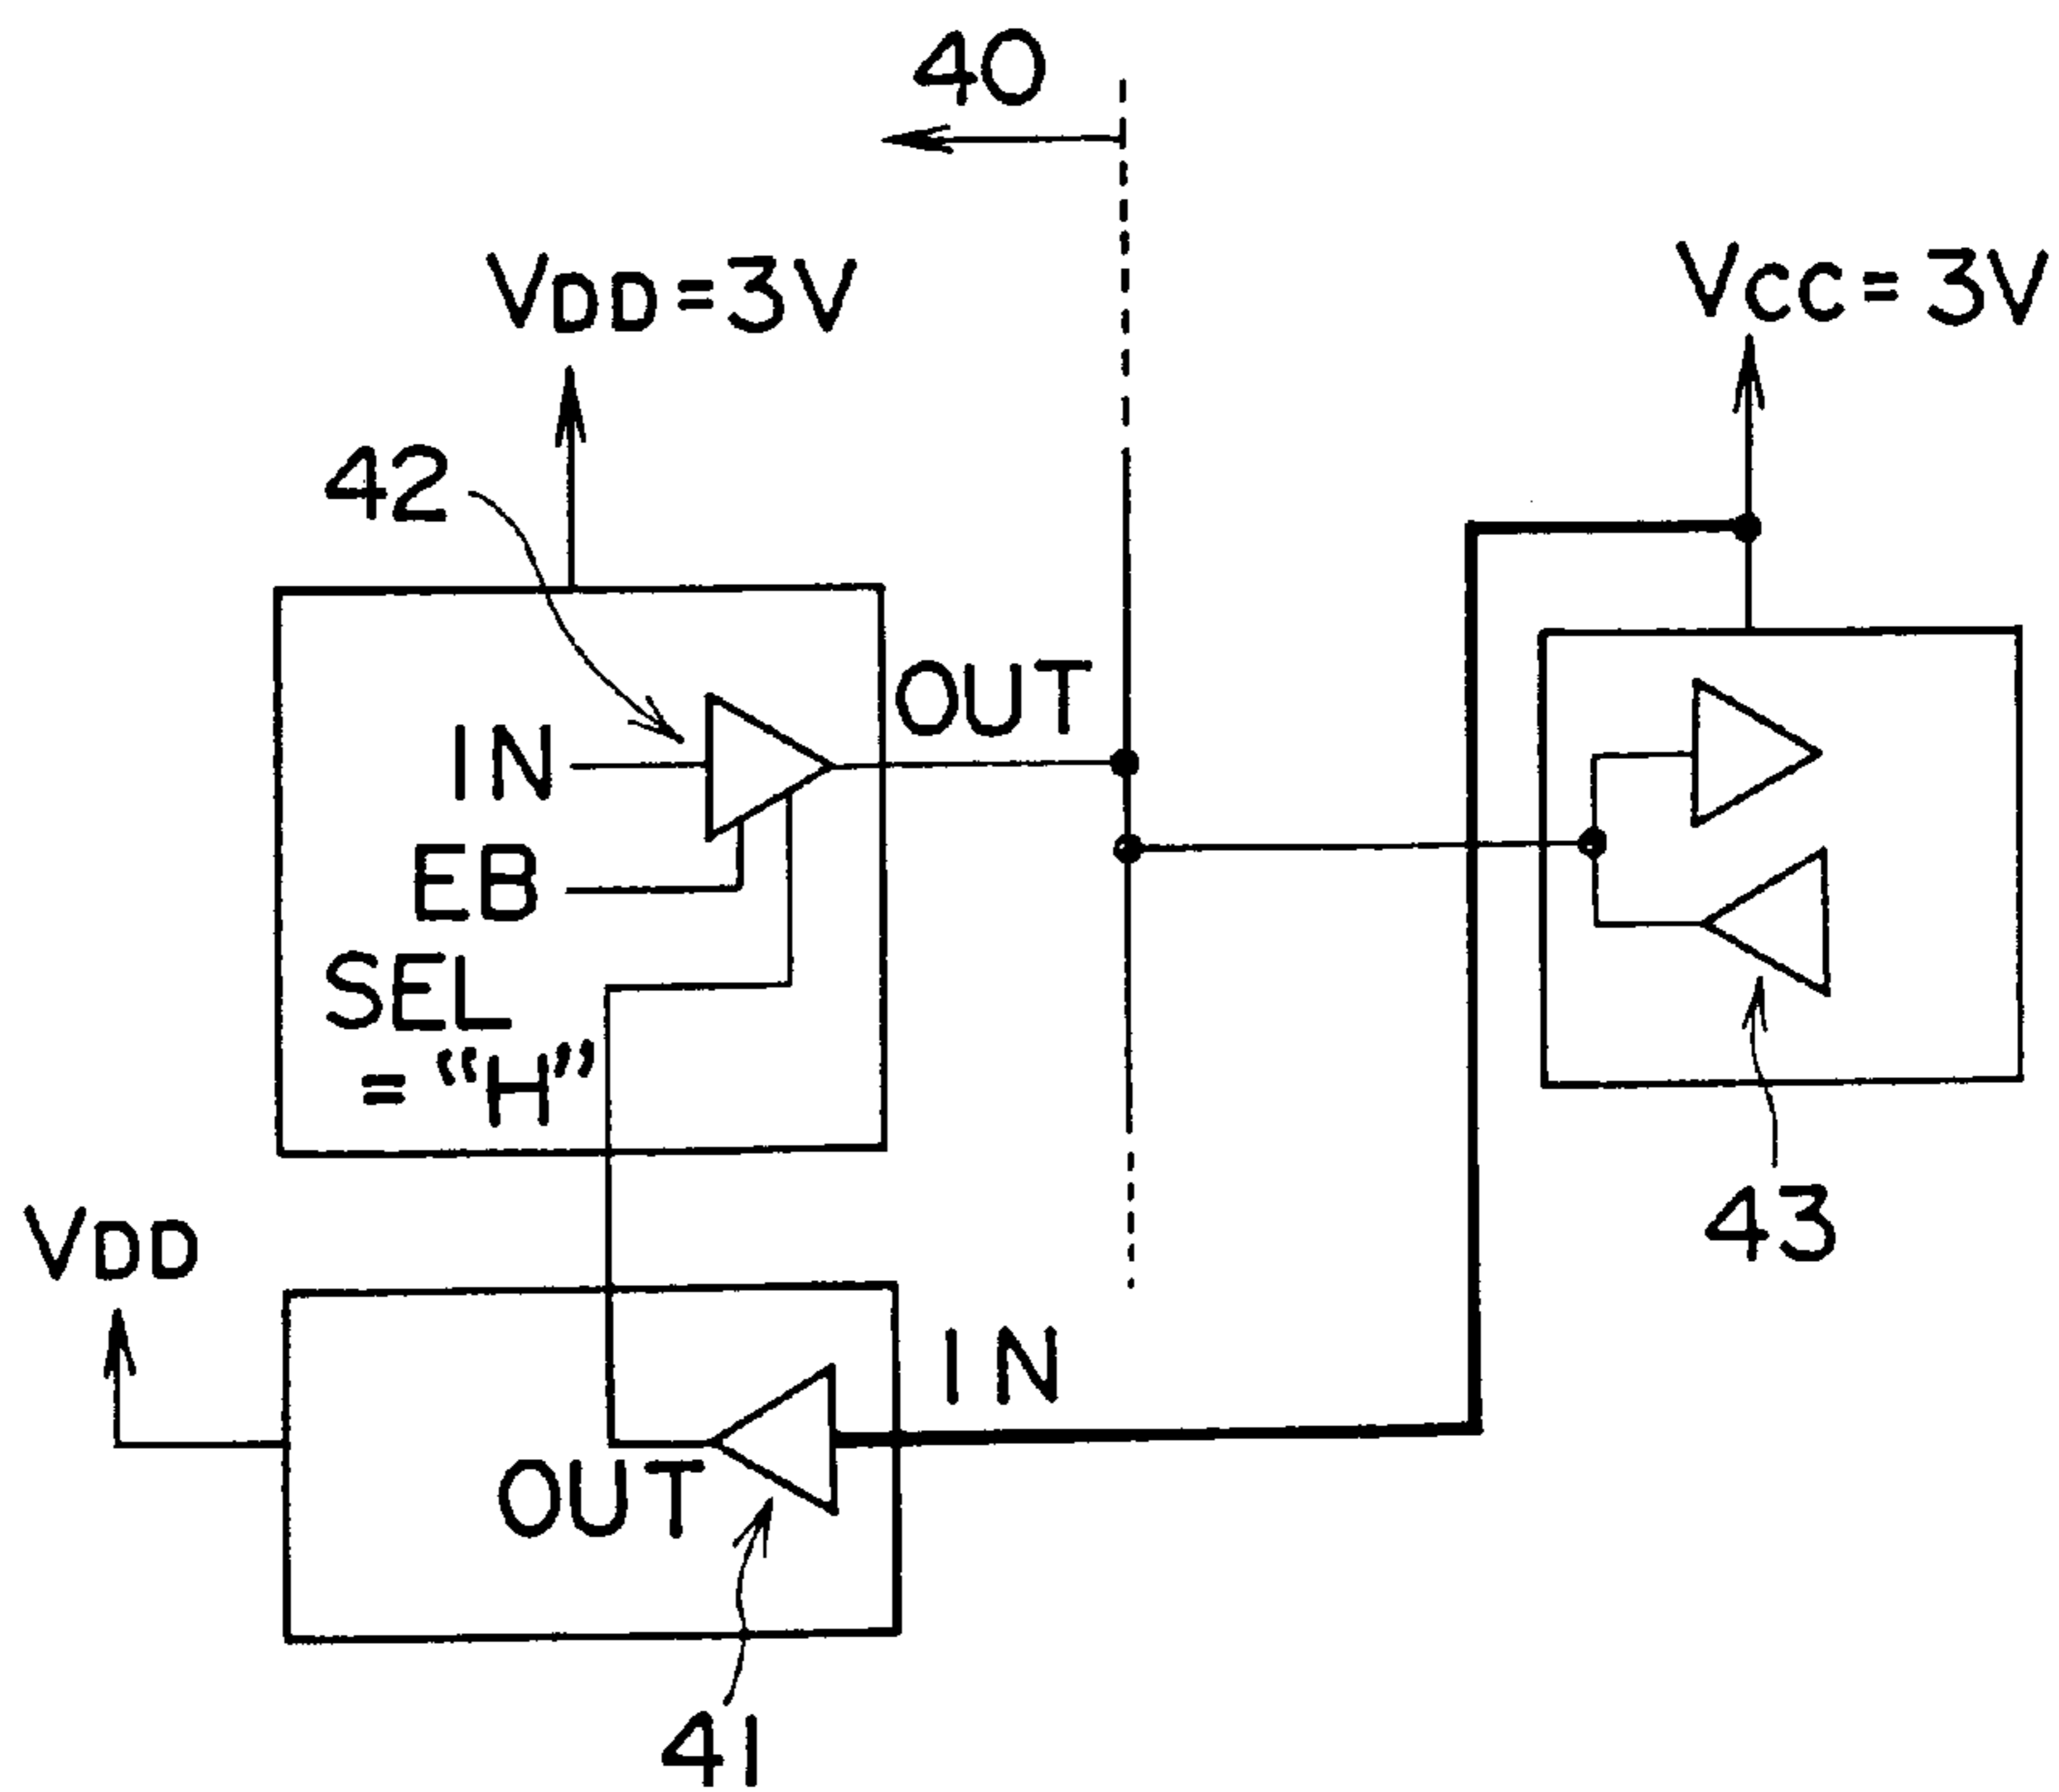 40
VDD=3V
VCC=3V
42
OUT
IN
EB
SEL
="H"
43
VDD
IN
OUT
41